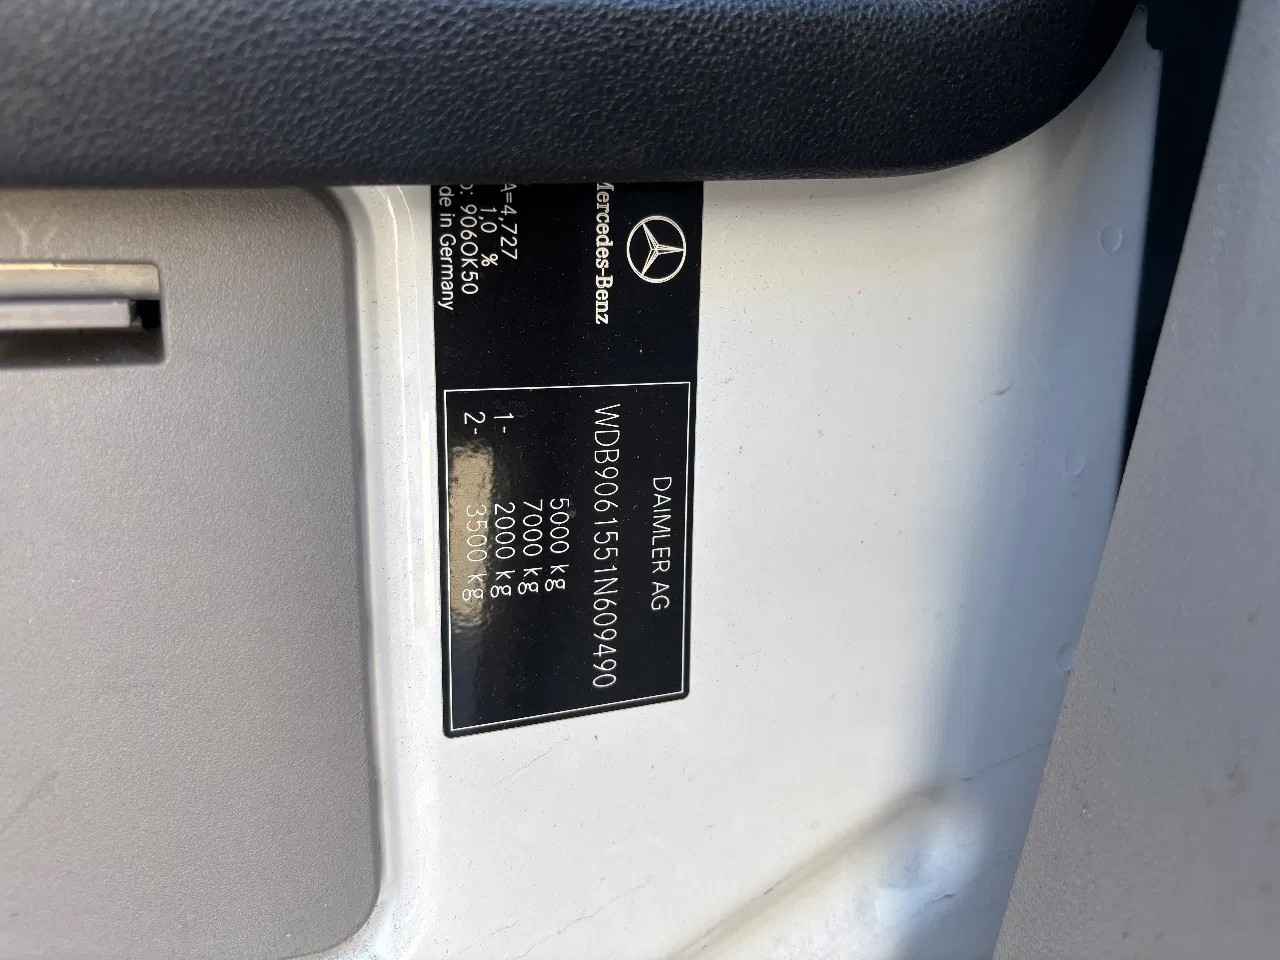 Mercedes-Benz
A=4,727
1,0 %
906OK50
de in Germany
DAIMLER AG
WDB9061551N609490
5000 kg
7000 kg
1- 2000 kg
2- 3500 kg